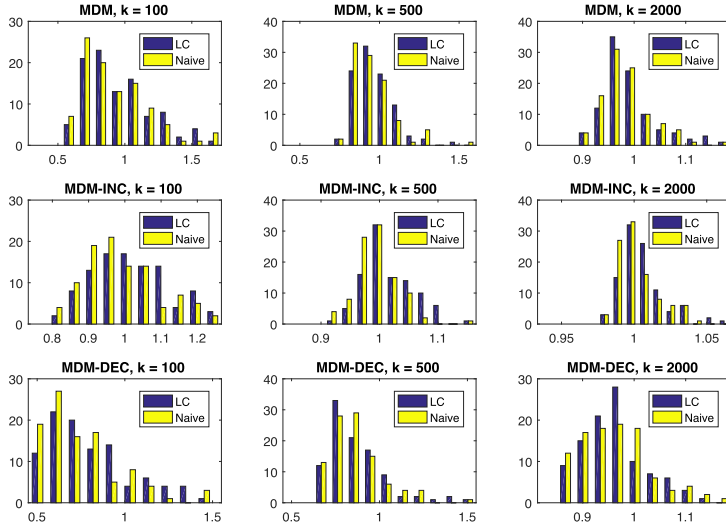 MDM, k = 100
30
20
10
0
0.5 1 1.5
LC
Naive
MDM, k = 500
40
30
20
10
0
0.5 1 1.5
LC
Naive
MDM, k = 2000
40
30
20
10
0
0.9 1 1.1
LC
Naive
MDM-INC, k = 100
30
20
10
0
0.8 0.9 1 1.1 1.2
LC
Naive
MDM-INC, k = 500
40
30
20
10
0
0.9 1 1.1
LC
Naive
MDM-INC, k = 2000
40
30
20
10
0
0.95 1 1.05
LC
Naive
MDM-DEC, k = 100
30
20
10
0
0.5 1 1.5
LC
Naive
MDM-DEC, k = 500
40
30
20
10
0
0.5 1 1.5
LC
Naive
MDM-DEC, k = 2000
30
20
10
0
0.9 1 1.1
LC
Naive